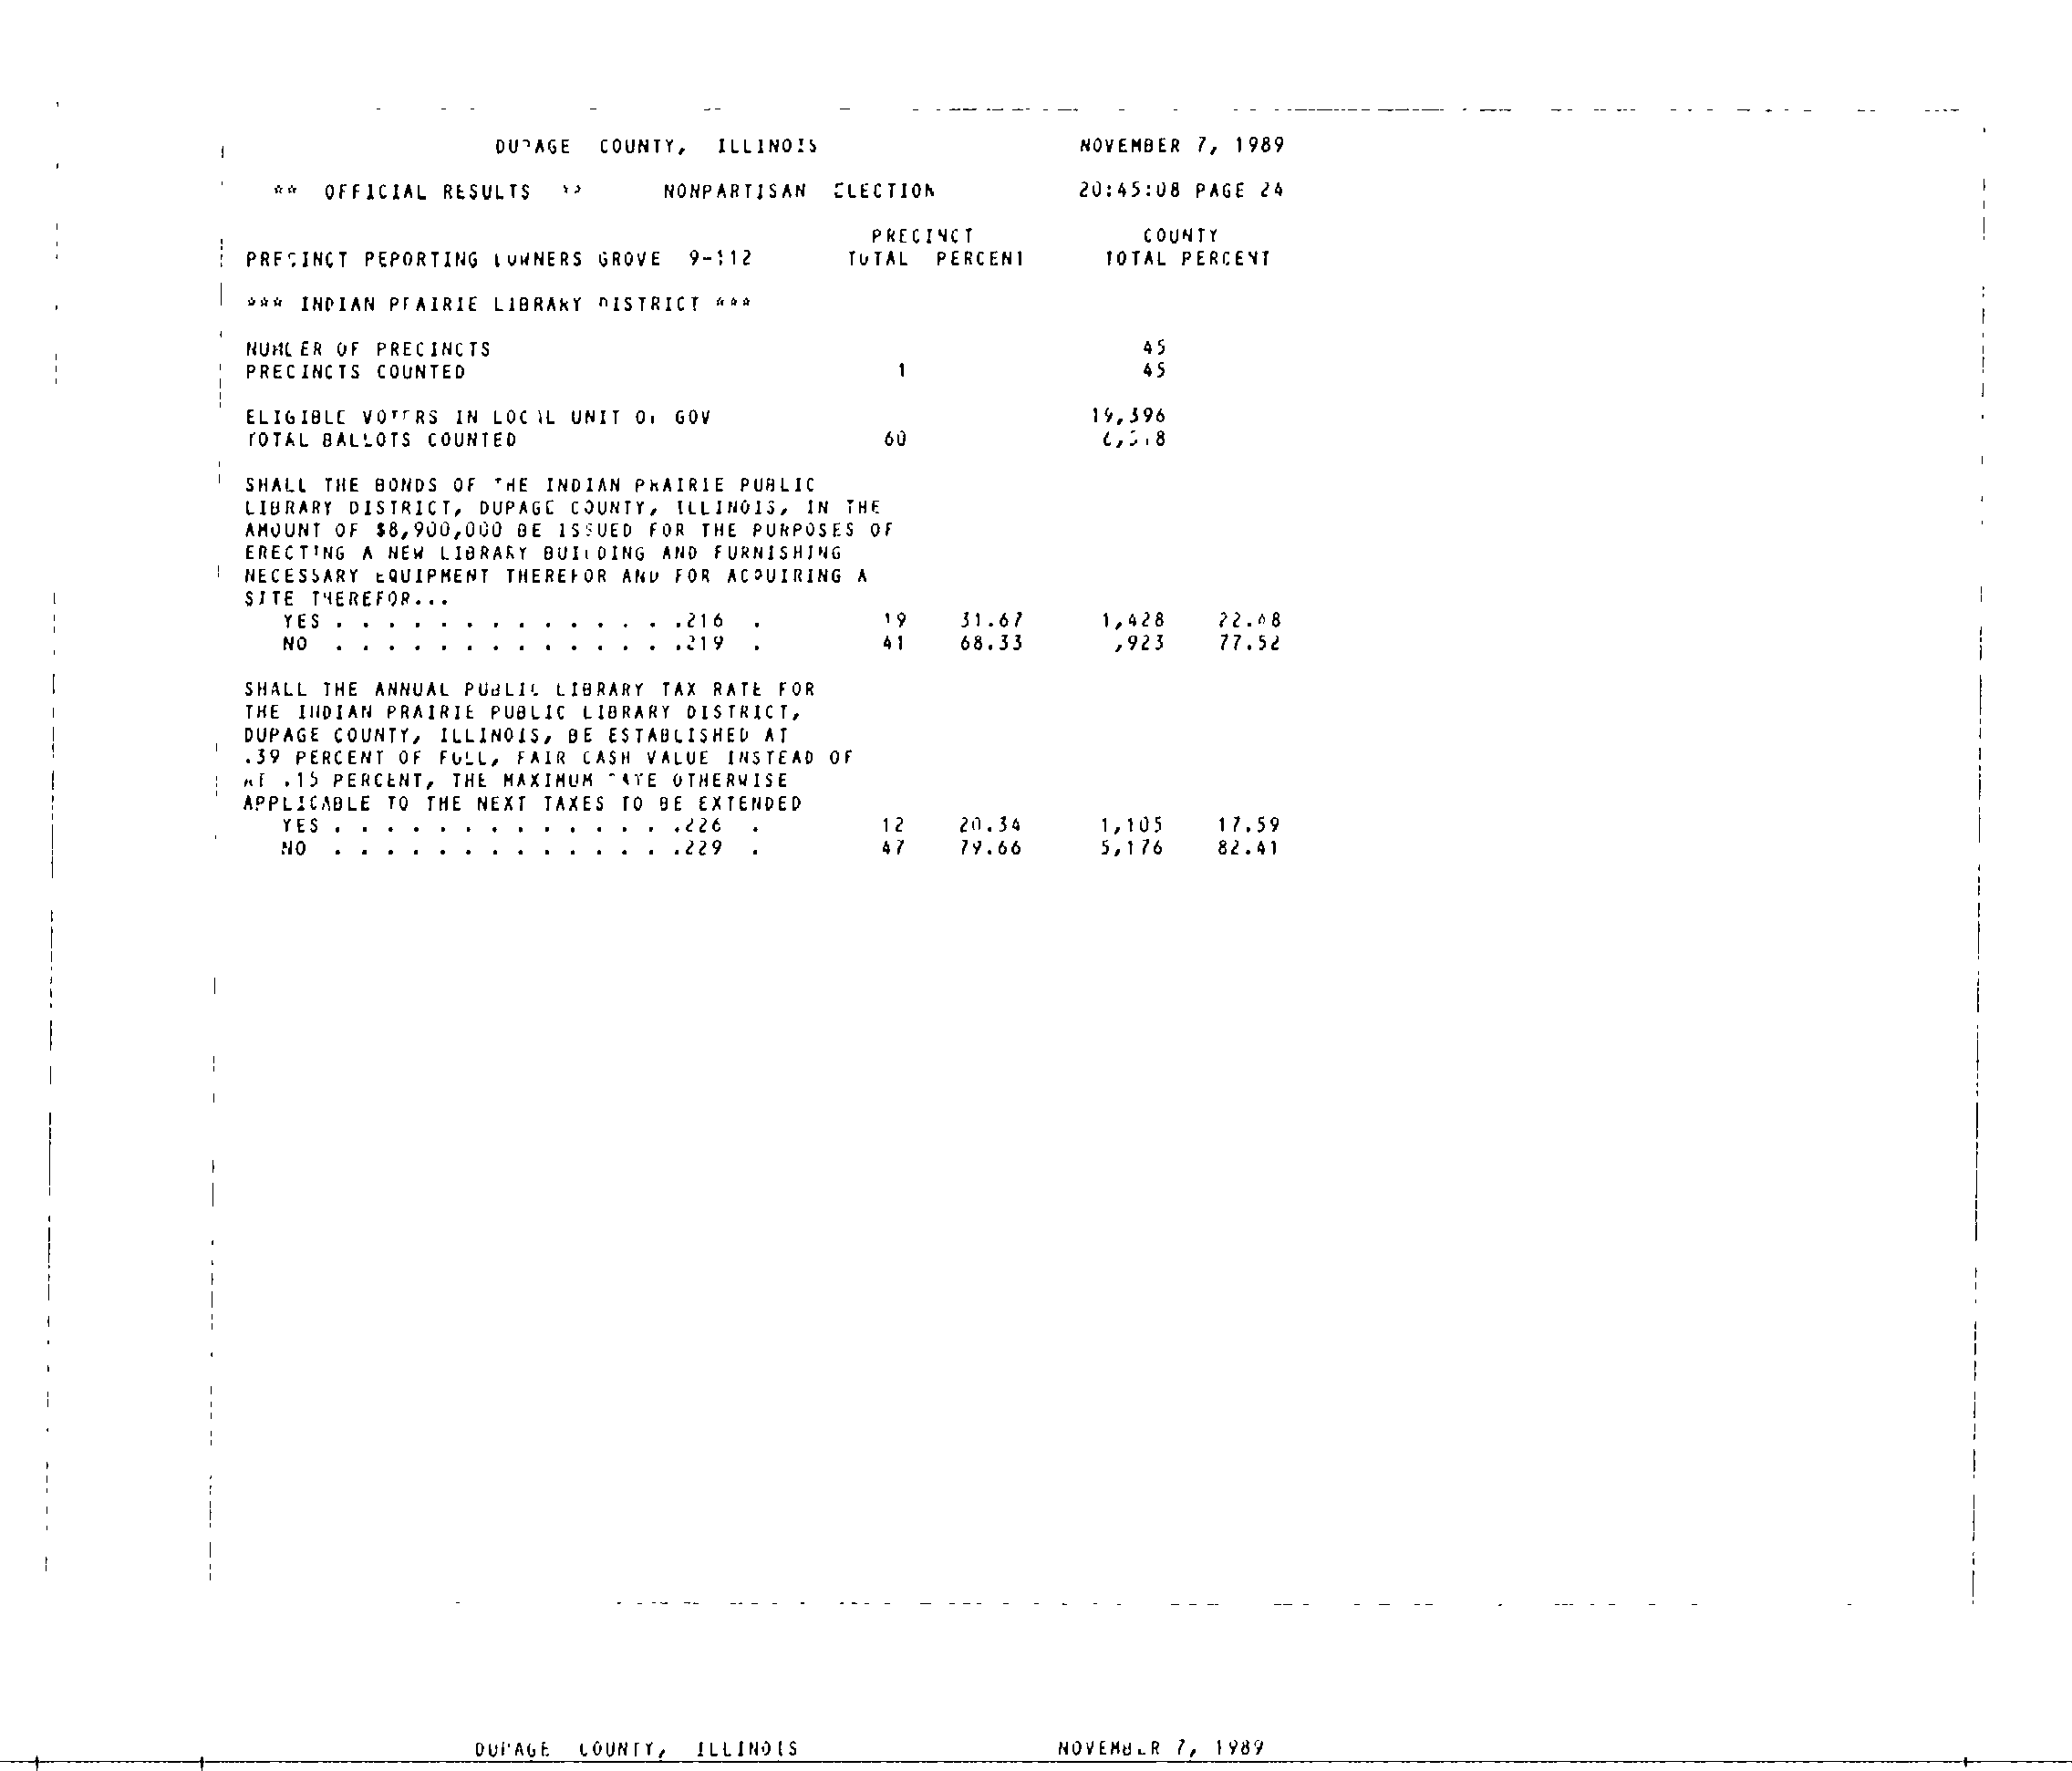 DUPAGE COUNTY, ILLINOIS NOVEMBER 7, 1989
** OFFICIAL RESULTS ** NONPARTISAN ELECTION 20:45:08 PAGE 24
PRECINCT COUNTY
PRECINCT REPORTING DOWNERS GROVE 9-112 TOTAL PERCENT TOTAL PERCENT
*** INDIAN PRAIRIE LIBRARY DISTRICT ***
NUMBER OF PRECINCTS 45
PRECINCTS COUNTED 1 45
ELIGIBLE VOTERS IN LOCAL UNIT OF GOV 19,396
TOTAL BALLOTS COUNTED 60
SHALL THE BONDS OF THE INDIAN PRAIRIE PUBLIC
LIBRARY DISTRICT, DUPAGE COUNTY, ILLINOIS, IN THE
AMOUNT OF $8,900,000 BE ISSUED FOR THE PURPOSES OF
ERECTING A NEW LIBRARY BUILDING AND FURNISHING
NECESSARY EQUIPMENT THEREFOR AND FOR ACQUIRING A
SITE THEREFOR...
YES . . . . . . . . . . . . . .216 . 19 31.67 1,428
NO . . . . . . . . . . . . . .219 . 41 68.33 ,923 77.52
SHALL THE ANNUAL PUBLIC LIBRARY TAX RATE FOR
THE INDIAN PRAIRIE PUBLIC LIBRARY DISTRICT,
DUPAGE COUNTY, ILLINOIS, BE ESTABLISHED AT
.39 PERCENT OF FULL, FAIR CASH VALUE INSTEAD OF
AT .15 PERCENT, THE MAXIMUM RATE OTHERWISE
APPLICABLE TO THE NEXT TAXES TO BE EXTENDED
YES . . . . . . . . . . . . . .226 . 12 20.34 1,105 17.59
NO . . . . . . . . . . . . . .229 . 47 79.66 5,176 82.41
DUPAGE COUNTY, ILLINOIS NOVEMBER 7, 1989